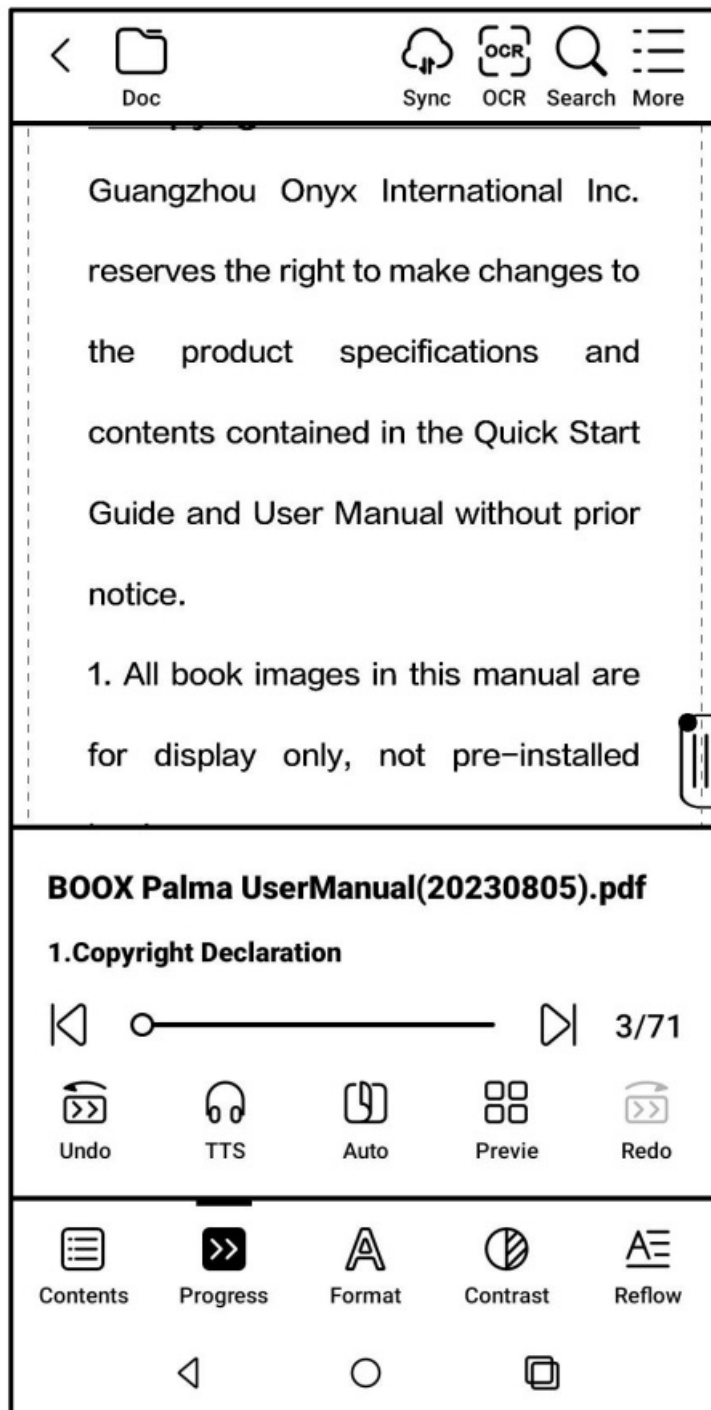 Doc
Sync
OCR
OCR
Search
More
Guangzhou Onyx International Inc.
reserves the right to make changes to
the product specifications and
contents contained in the Quick Start
Guide and User Manual without prior
notice.
1. All book images in this manual are
for display only, not pre-installed
BOOX Palma UserManual(20230805).pdf
1.Copyright Declaration
3/71
Undo
TTS
Auto
Previe
Redo
Contents
Progress
Format
Contrast
Reflow